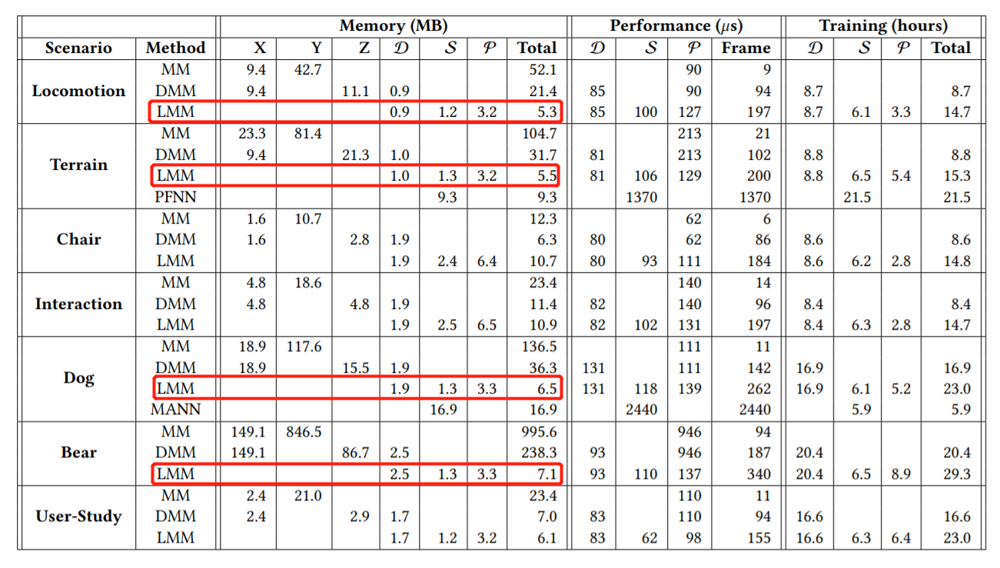 Memory (MB) Performance (μs) Training (hours)
Scenario Method X Y Z 𝒟 𝒮 𝒫 Total 𝒟 𝒮 𝒫 Frame 𝒟 𝒮 𝒫 Total
MM 9.4 42.7 52.1 90 9
Locomotion DMM 9.4 11.1 0.9 21.4 85 90 94 8.7 8.7
LMM 0.9 1.2 3.2 5.3 85 100 127 197 8.7 6.1 3.3 14.7
MM 23.3 81.4 104.7 213 21
Terrain DMM 9.4 21.3 1.0 31.7 81 213 102 8.8 8.8
LMM 1.0 1.3 3.2 5.5 81 106 129 200 8.8 6.5 5.4 15.3
PFNN 9.3 9.3 1370 1370 21.5 21.5
MM 1.6 10.7 12.3 62 6
Chair DMM 1.6 2.8 1.9 6.3 80 62 86 8.6 8.6
LMM 1.9 2.4 6.4 10.7 80 93 111 184 8.6 6.2 2.8 14.8
MM 4.8 18.6 23.4 140 14
Interaction DMM 4.8 4.8 1.9 11.4 82 140 96 8.4 8.4
LMM 1.9 2.5 6.5 10.9 82 102 131 197 8.4 6.3 2.8 14.7
MM 18.9 117.6 136.5 111 11
Dog DMM 18.9 15.5 1.9 36.3 131 111 142 16.9 16.9
LMM 1.9 1.3 3.3 6.5 131 118 139 262 16.9 6.1 5.2 23.0
MANN 16.9 16.9 2440 2440 5.9 5.9
MM 149.1 846.5 995.6 946 94
Bear DMM 149.1 86.7 2.5 238.3 93 946 187 20.4 20.4
LMM 2.5 1.3 3.3 7.1 93 110 137 340 20.4 6.5 8.9 29.3
MM 2.4 21.0 23.4 110 11
User-Study DMM 2.4 2.9 1.7 7.0 83 110 94 16.6 16.6
LMM 1.7 1.2 3.2 6.1 83 62 98 155 16.6 6.3 6.4 23.0